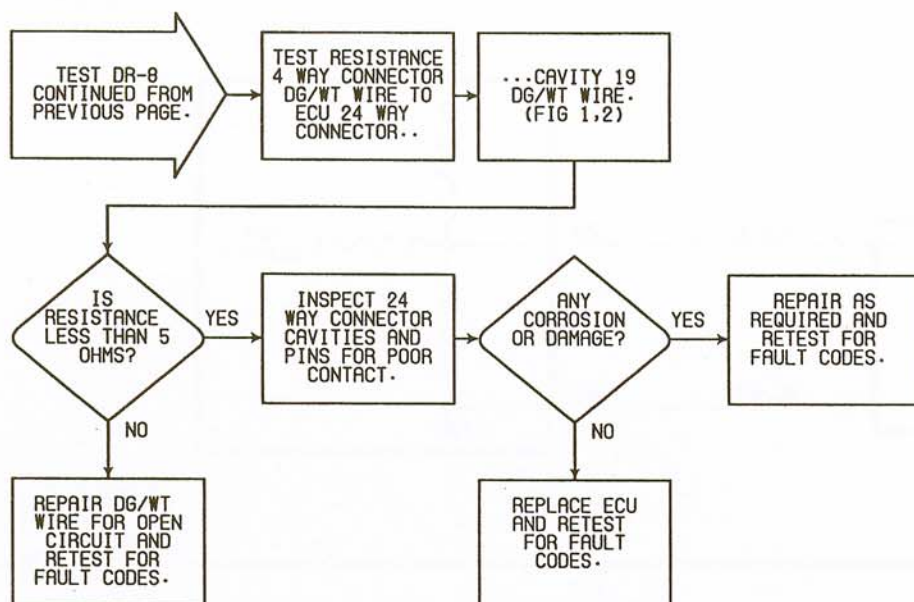 TEST DR-8
CONTINUED FROM
PREVIOUS PAGE.
TEST RESISTANCE
4 WAY CONNECTOR
DG/WT WIRE TO
ECU 24 WAY
CONNECTOR..
...CAVITY 19
DG/WT WIRE.
(FIG 1,2)
IS
RESISTANCE
LESS THAN 5
OHMS?
YES
INSPECT 24
WAY CONNECTOR
CAVITIES AND
PINS FOR POOR
CONTACT.
ANY
CORROSION
OR DAMAGE?
YES
REPAIR AS
REQUIRED AND
RETEST FOR
FAULT CODES.
NO
REPAIR DG/WT
WIRE FOR OPEN
CIRCUIT AND
RETEST FOR
FAULT CODES.
NO
REPLACE ECU
AND RETEST
FOR FAULT
CODES.